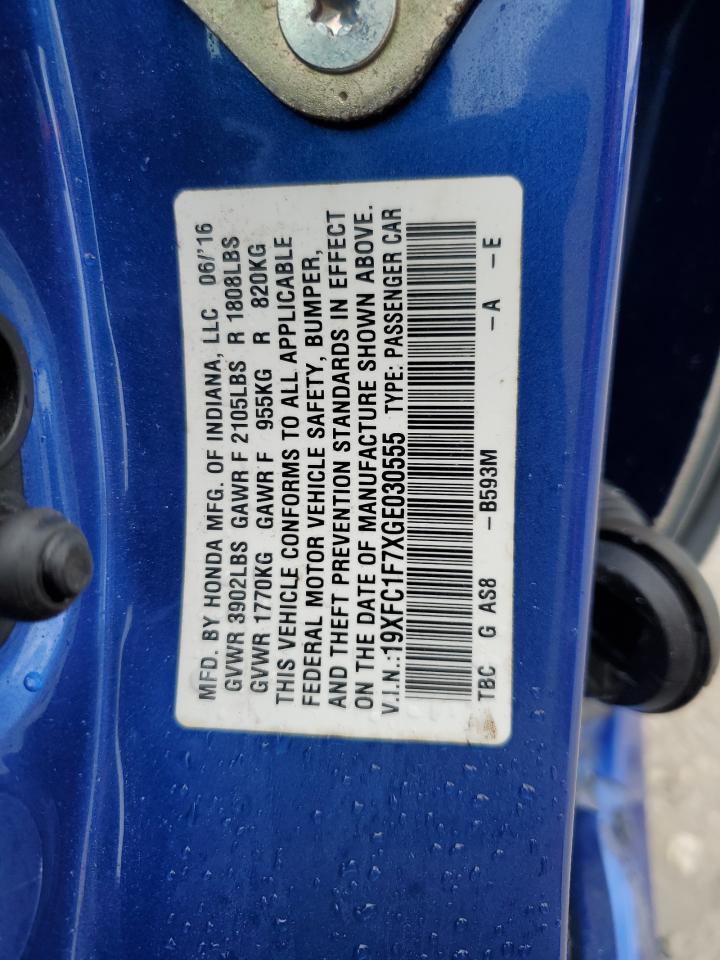 MFD. BY HONDA MFG. OF INDIANA, LLC 06/'16
GVWR 3902LBS GAWR F 2105LBS R 1808LBS
GVWR 1770KG GAWR F 955KG R 820KG
THIS VEHICLE CONFORMS TO ALL APPLICABLE
FEDERAL MOTOR VEHICLE SAFETY, BUMPER,
AND THEFT PREVENTION STANDARDS IN EFFECT
ON THE DATE OF MANUFACTURE SHOWN ABOVE.
V.I.N.:19XFC1F7XGE030555 TYPE: PASSENGER CAR
TBC G AS8 -B593M -A -E